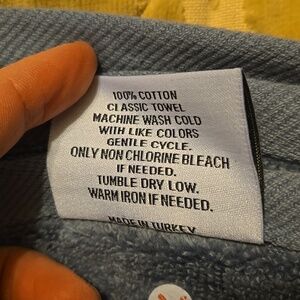 100% COTTON
CLASSIC TOWEL
MACHINE WASH COLD
WITH LIKE COLORS
GENTLE CYCLE.
ONLY NON CHLORINE BLEACH
IF NEEDED.
TUMBLE DRY LOW.
WARM IRON IF NEEDED.
MADE IN TURKEY